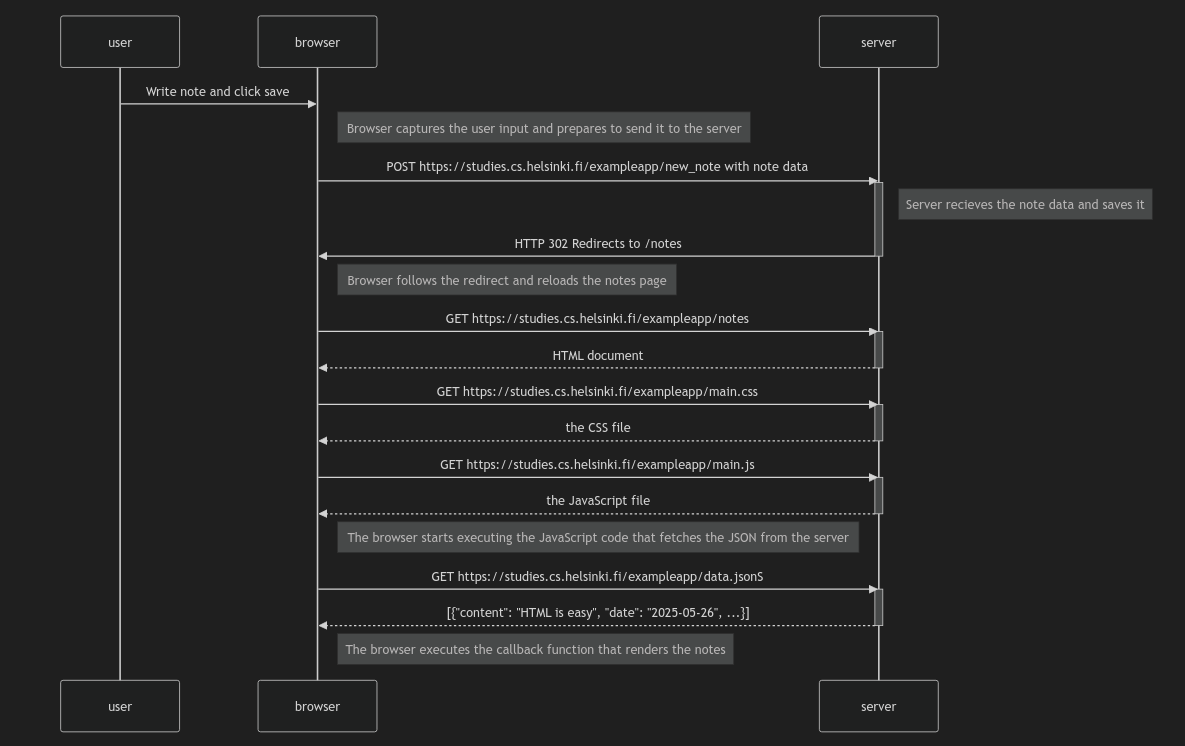 user
browser
server
Write note and click save
Browser captures the user input and prepares to send it to the server
POST https://studies.cs.helsinki.fi/exampleapp/new_note with note data
Server recieves the note data and saves it
HTTP 302 Redirects to /notes
Browser follows the redirect and reloads the notes page
GET https://studies.cs.helsinki.fi/exampleapp/notes
HTML document
GET https://studies.cs.helsinki.fi/exampleapp/main.css
the CSS file
GET https://studies.cs.helsinki.fi/exampleapp/main.js
the JavaScript file
The browser starts executing the JavaScript code that fetches the JSON from the server
GET https://studies.cs.helsinki.fi/exampleapp/data.jsonS
[{"content": "HTML is easy", "date": "2025-05-26", ...}]
The browser executes the callback function that renders the notes
user
browser
server